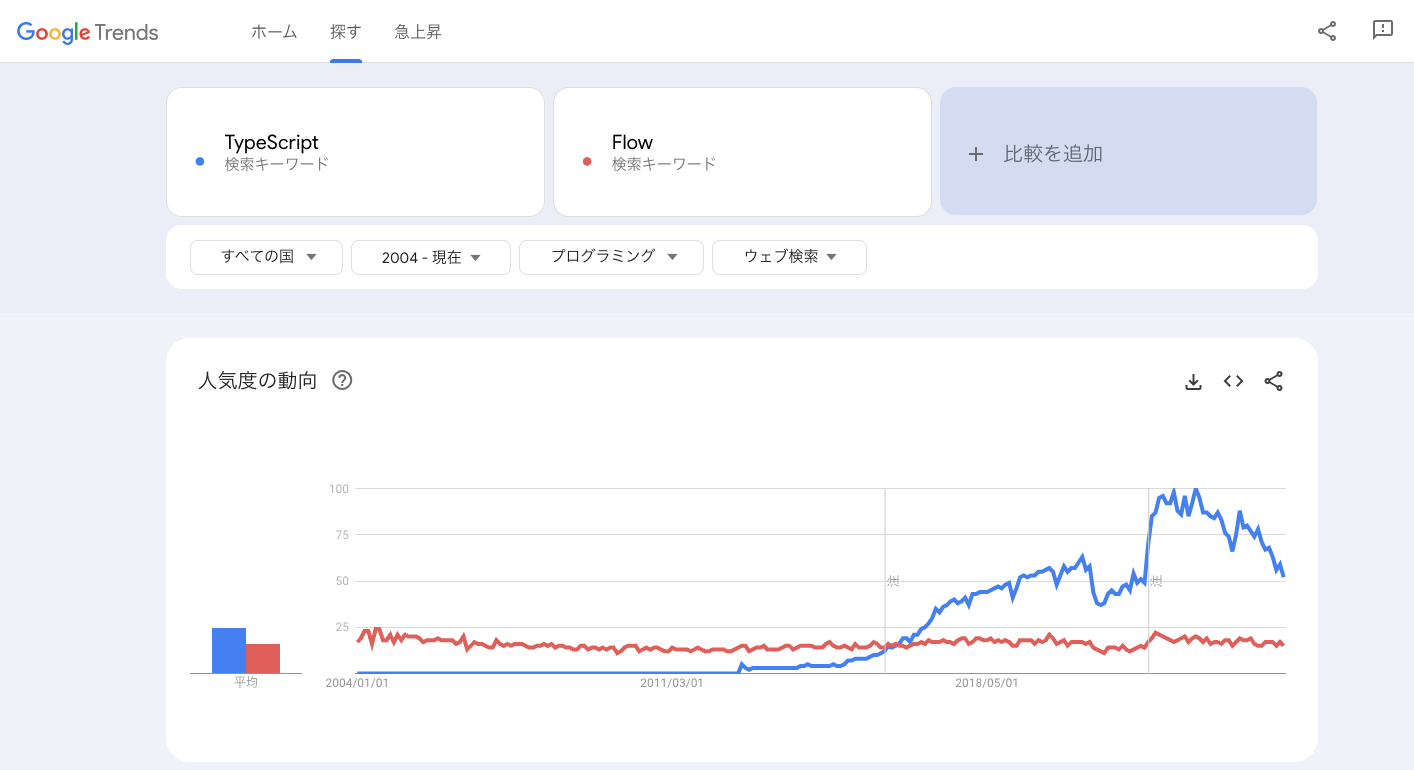 Google Trends
ホーム
探す
急上昇
TypeScript
検索キーワード
Flow
検索キーワード
+ 比較を追加
すべての国
2004 - 現在
プログラミング
ウェブ検索
人気度の動向
100
75
50
25
注
注
平均
2004/01/01
2011/03/01
2018/05/01